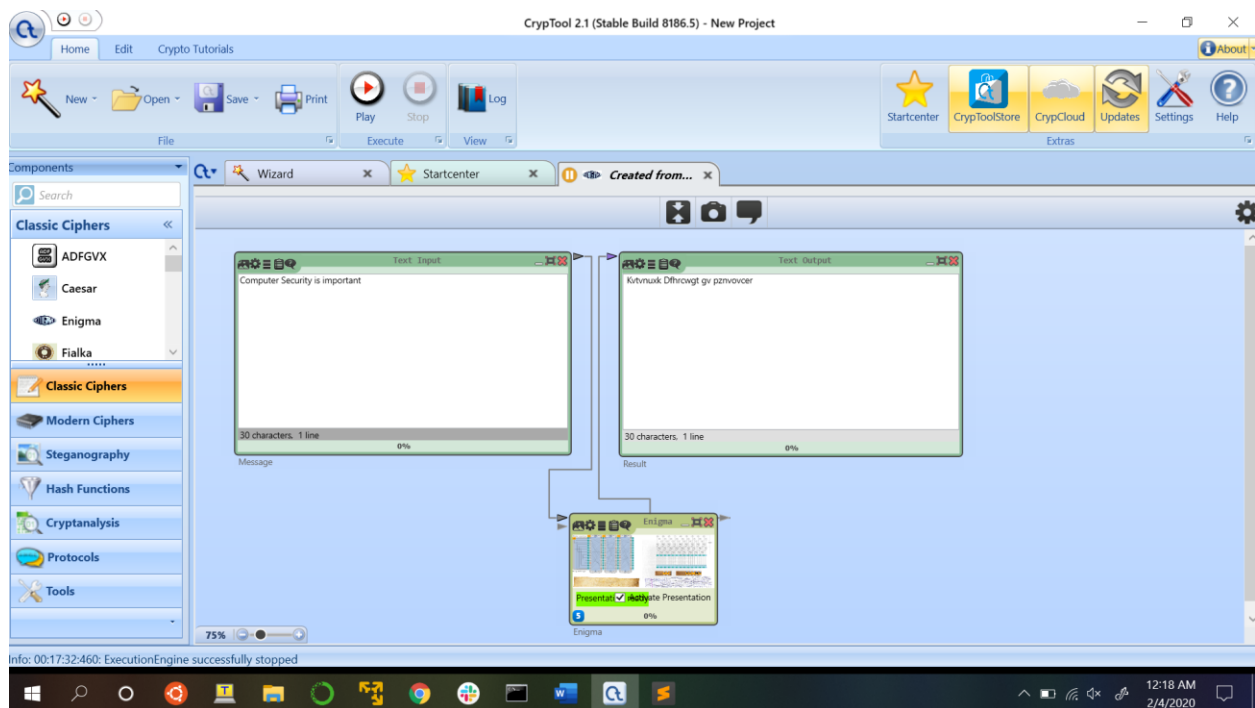 CrypTool 2.1 (Stable Build 8186.5) - New Project
Home Edit Crypto Tutorials
About
New Open Save Print
Play Stop
Log
Startcenter CrypToolStore CrypCloud Updates Settings Help
File Execute View Extras
Components
Search
Classic Ciphers
ADFGVX
Caesar
Enigma
Fialka
Classic Ciphers
Modern Ciphers
Steganography
Hash Functions
Cryptanalysis
Protocols
Tools
Wizard Startcenter Created from...
Text Input
Computer Security is important
30 characters, 1 line
0%
Message
Text Output
Kvtvnuxk Dfhrcwgt gv pznvovcer
30 characters, 1 line
0%
Result
Enigma
Activate Presentation
0%
Enigma
75%
Info: 00:17:32:460: ExecutionEngine successfully stopped
12:18 AM
2/4/2020